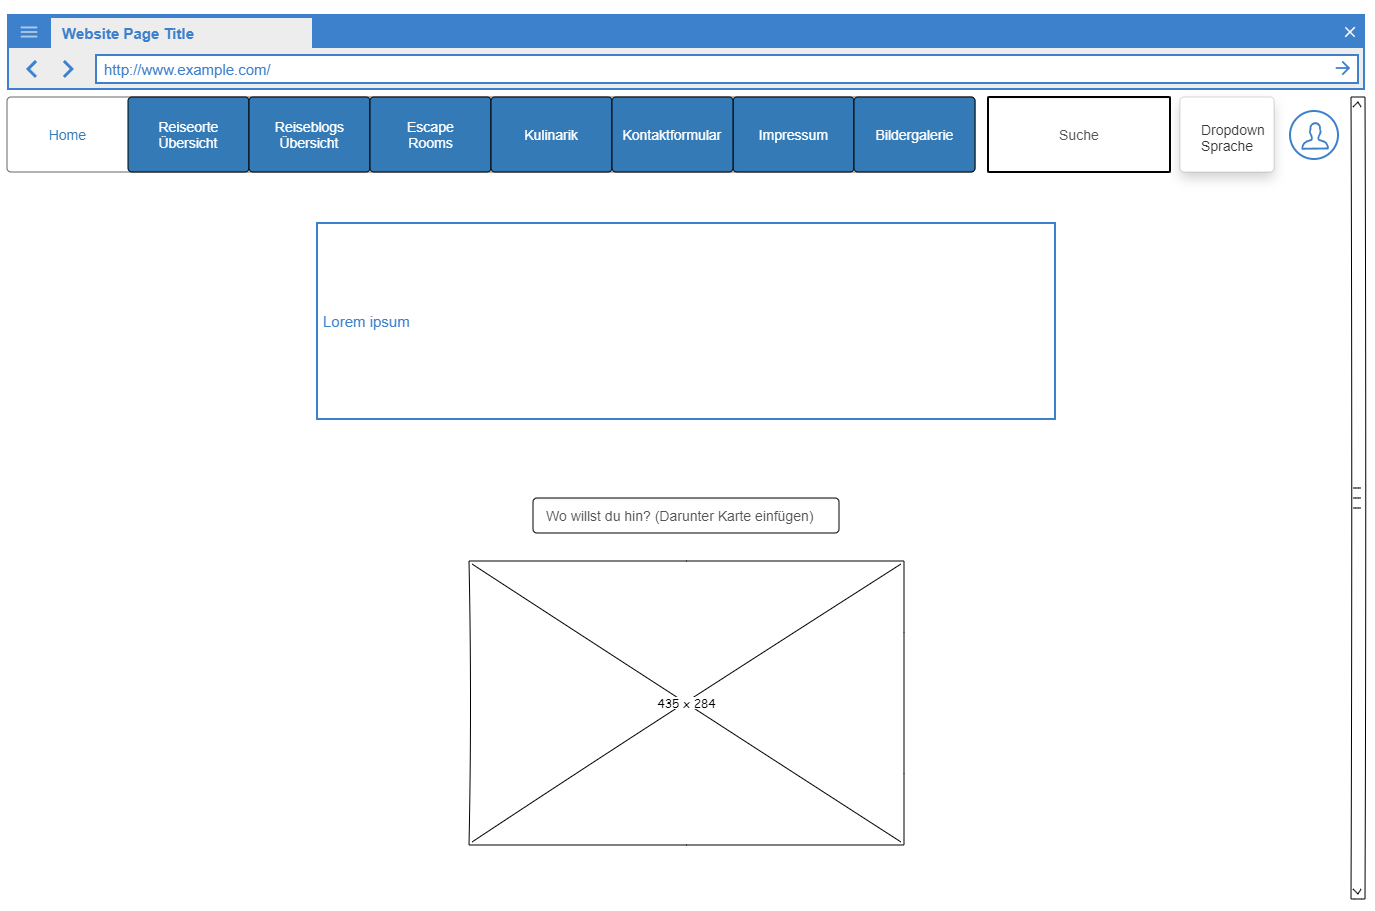 Website Page Title
http://www.example.com/
Home
Reiseorte
Übersicht
Reiseblogs
Übersicht
Escape
Rooms
Kulinarik
Kontaktformular
Impressum
Bildergalerie
Suche
Dropdown
Sprache
Lorem ipsum
Wo willst du hin? (Darunter Karte einfügen)
435 x 284